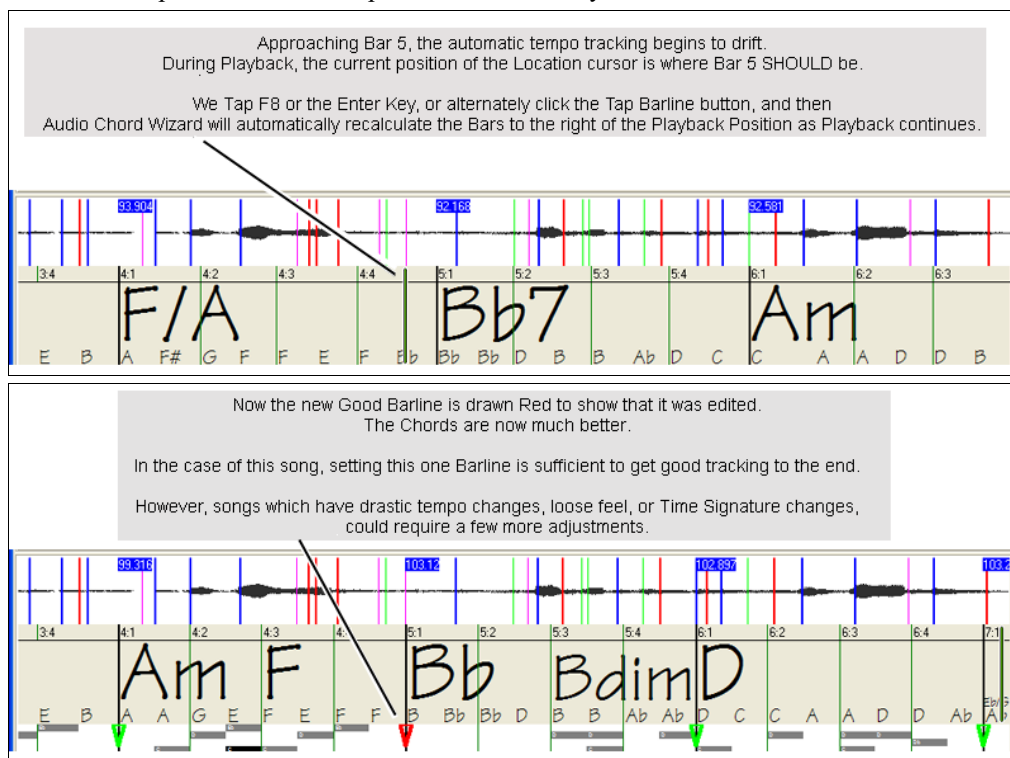 Approaching Bar 5, the automatic tempo tracking begins to drift.
During Playback, the current position of the Location cursor is where Bar 5 SHOULD be.
We Tap F8 or the Enter Key, or alternately click the Tap Barline button, and then
Audio Chord Wizard will automatically recalculate the Bars to the right of the Playback Position as Playback continues.
93.904 92.168 92.581
3:4 4:1 4:2 4:3 4:4 5:1 5:2 5:3 5:4 6:1 6:2 6:3
F/A Bb7 Am
E B A F# G F F E F Bb Bb Bb D B B Ab D C C A A D D B
Now the new Good Barline is drawn Red to show that it was edited.
The Chords are now much better.
In the case of this song, setting this one Barline is sufficient to get good tracking to the end.
However, songs which have drastic tempo changes, loose feel, or Time Signature changes,
could require a few more adjustments.
99.316 103.12 102.897
3:4 4:1 4:2 4:3 5:1 5:2 5:3 5:4 6:1 6:2 6:3 6:4 7:1
Am F Bb Bdim D
E B A A G E F E F F B Bb Bb D B B Ab Ab D C C A A D D Ab